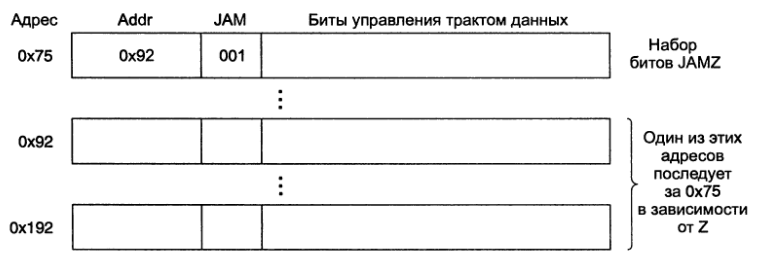 Адрес Addr JAM Биты управления трактом данных
0x75 0x92 001 Набор
битов JAMZ
0x92
Один из этих
адресов
последует
за 0x75
в зависимости
от Z
0x192